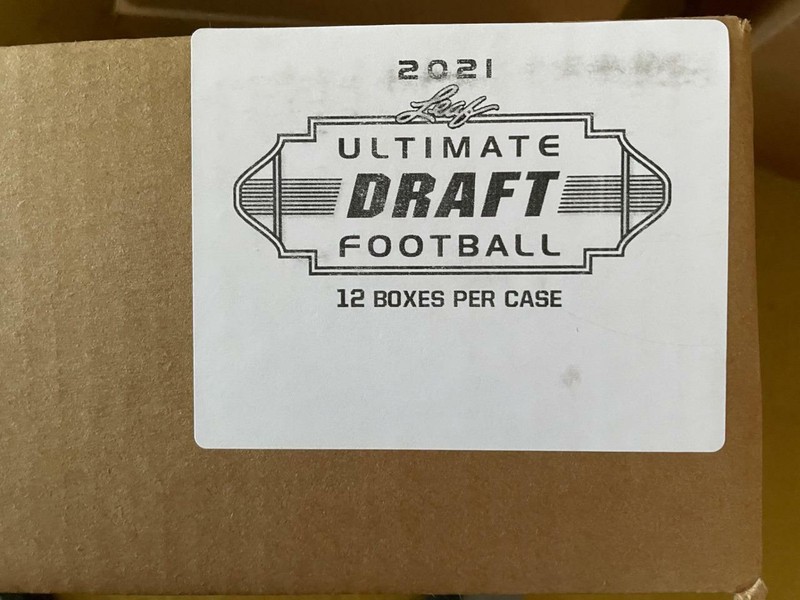 2021
Leaf
ULTIMATE
DRAFT
FOOTBALL
12 BOXES PER CASE